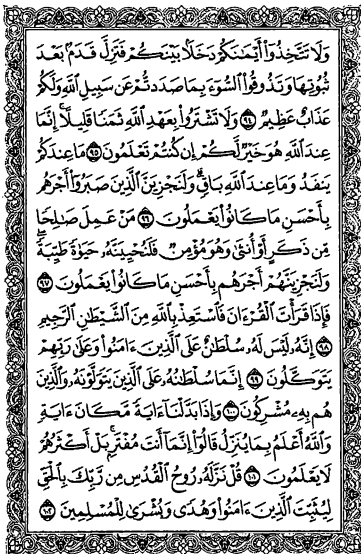 وَلَا تَتَّخِذُوٓا۟ أَيْمَٰنَكُمْ دَخَلًۢا بَيْنَكُمْ فَتَزِلَّ قَدَمٌۢ بَعْدَ
ثُبُوتِهَا وَتَذُوقُوا۟ ٱلسُّوٓءَ بِمَا صَدَدتُّمْ عَن سَبِيلِ ٱللَّهِ وَلَكُمْ
عَذَابٌ عَظِيمٌ ۝٩٤ وَلَا تَشْتَرُوا۟ بِعَهْدِ ٱللَّهِ ثَمَنًا قَلِيلًا إِنَّمَا
عِندَ ٱللَّهِ هُوَ خَيْرٌ لَّكُمْ إِن كُنتُمْ تَعْلَمُونَ ۝٩٥ مَا عِندَكُمْ
يَنفَدُ وَمَا عِندَ ٱللَّهِ بَاقٍ وَلَنَجْزِيَنَّ ٱلَّذِينَ صَبَرُوٓا۟ أَجْرَهُم
بِأَحْسَنِ مَا كَانُوا۟ يَعْمَلُونَ ۝٩٦ مَنْ عَمِلَ صَٰلِحًا
مِّن ذَكَرٍ أَوْ أُنثَىٰ وَهُوَ مُؤْمِنٌ فَلَنُحْيِيَنَّهُۥ حَيَوٰةً طَيِّبَةً
وَلَنَجْزِيَنَّهُمْ أَجْرَهُم بِأَحْسَنِ مَا كَانُوا۟ يَعْمَلُونَ ۝٩٧
فَإِذَا قَرَأْتَ ٱلْقُرْءَانَ فَٱسْتَعِذْ بِٱللَّهِ مِنَ ٱلشَّيْطَٰنِ ٱلرَّجِيمِ
۝٩٨ إِنَّهُۥ لَيْسَ لَهُۥ سُلْطَٰنٌ عَلَى ٱلَّذِينَ ءَامَنُوا۟ وَعَلَىٰ رَبِّهِمْ
يَتَوَكَّلُونَ ۝٩٩ إِنَّمَا سُلْطَٰنُهُۥ عَلَى ٱلَّذِينَ يَتَوَلَّوْنَهُۥ وَٱلَّذِينَ
هُم بِهِۦ مُشْرِكُونَ ۝١٠٠ وَإِذَا بَدَّلْنَآ ءَايَةً مَّكَانَ ءَايَةٍ
وَٱللَّهُ أَعْلَمُ بِمَا يُنَزِّلُ قَالُوٓا۟ إِنَّمَآ أَنتَ مُفْتَرٍۭ بَلْ أَكْثَرُهُمْ
لَا يَعْلَمُونَ ۝١٠١ قُلْ نَزَّلَهُۥ رُوحُ ٱلْقُدُسِ مِن رَّبِّكَ بِٱلْحَقِّ
لِيُثَبِّتَ ٱلَّذِينَ ءَامَنُوا۟ وَهُدًى وَبُشْرَىٰ لِلْمُسْلِمِينَ ۝١٠٢